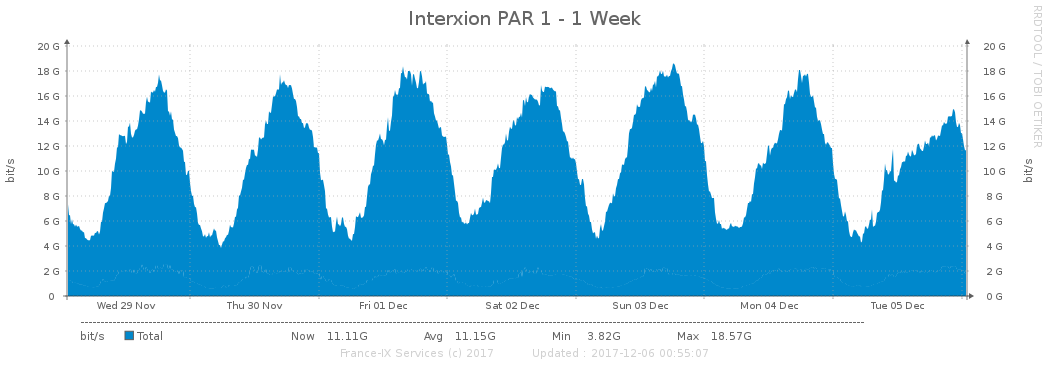 Interxion PAR 1 - 1 Week
RRDTOOL / TOBI OETIKER
20 G 20 G
18 G 18 G
16 G 16 G
14 G 14 G
12 G 12 G
10 G 10 G
8 G 8 G
6 G 6 G
4 G 4 G
2 G 2 G
0 0 G
bit/s
bit/s
Wed 29 Nov Thu 30 Nov Fri 01 Dec Sat 02 Dec Sun 03 Dec Mon 04 Dec Tue 05 Dec
bit/s Total Now 11.11G Avg 11.15G Min 3.82G Max 18.57G
France-IX Services (c) 2017 Updated : 2017-12-06 00:55:07